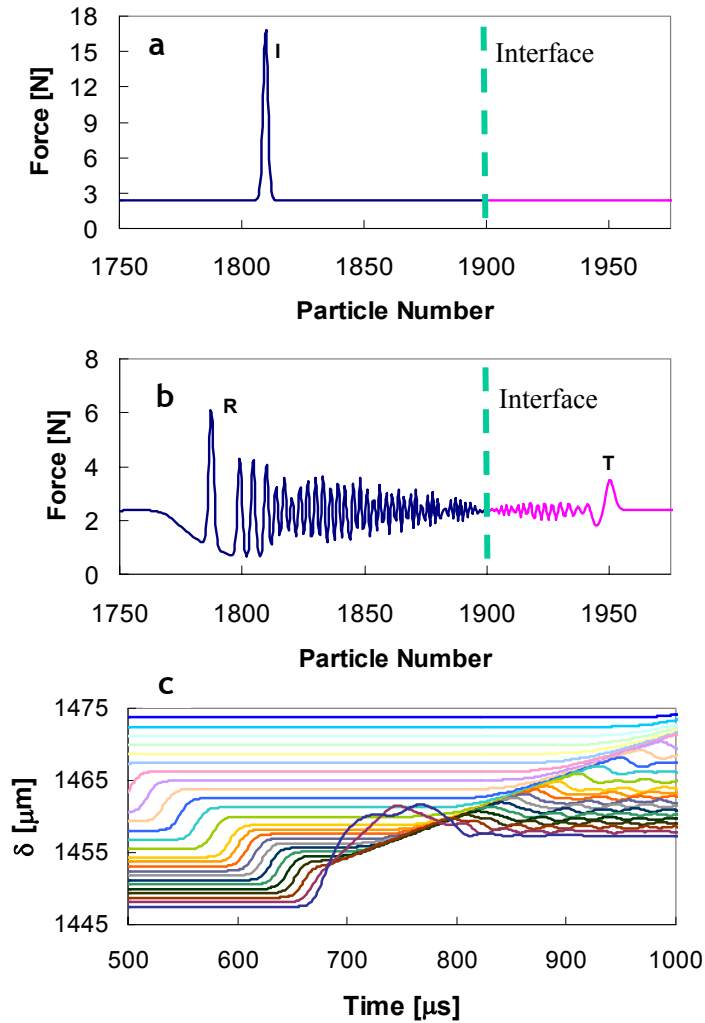 a
I
Interface
Force [N]
18
15
12
9
6
3
0
1750 1800 1850 1900 1950
Particle Number
b
R
Interface
T
Force [N]
8
6
4
2
0
1750 1800 1850 1900 1950
Particle Number
c
δ [μm]
1475
1465
1455
1445
500 600 700 800 900 1000
Time [μs]